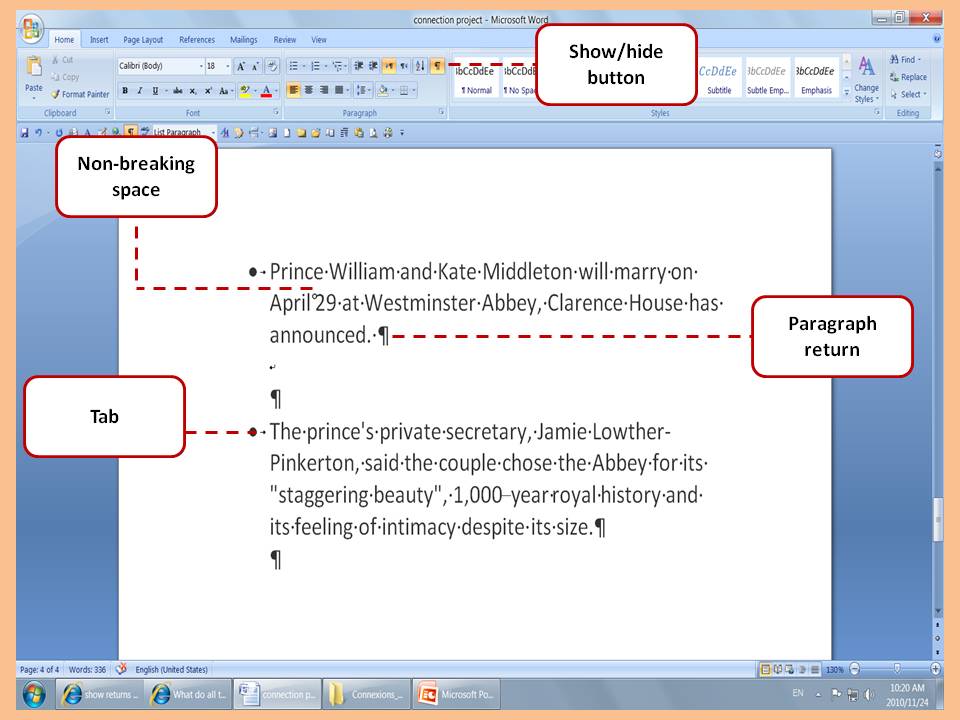 connection project - Microsoft Word
Home Insert Page Layout References Mailings Review View
Show/hide
button
Cut
Copy
Format Painter
Paste
Clipboard
Calibri (Body) 18
B I U abc x₂ x² Aa
Font
Paragraph
AaBbCcDdEe
¶ Normal
¶ No Spac
Subtitle
Subtle Emp...
Emphasis
Styles
Change
Styles
Find
Replace
Select
Editing
List Paragraph
Non-breaking
space
•→Prince·William·and·Kate·Middleton·will·marry·on·
April°29·at·Westminster·Abbey,·Clarence·House·has·
announced.·¶
↵
¶
Paragraph
return
Tab
•→The·prince's·private·secretary,·Jamie·Lowther-
Pinkerton,·said·the·couple·chose·the·Abbey·for·its·
"staggering·beauty",·1,000–year·royal·history·and·
its·feeling·of·intimacy·despite·its·size.¶
¶
Page: 4 of 4 Words: 336 English (United States) 130%
show returns ... What do all t... connection p... Connexions_... Microsoft Po... EN 10:20 AM
2010/11/24